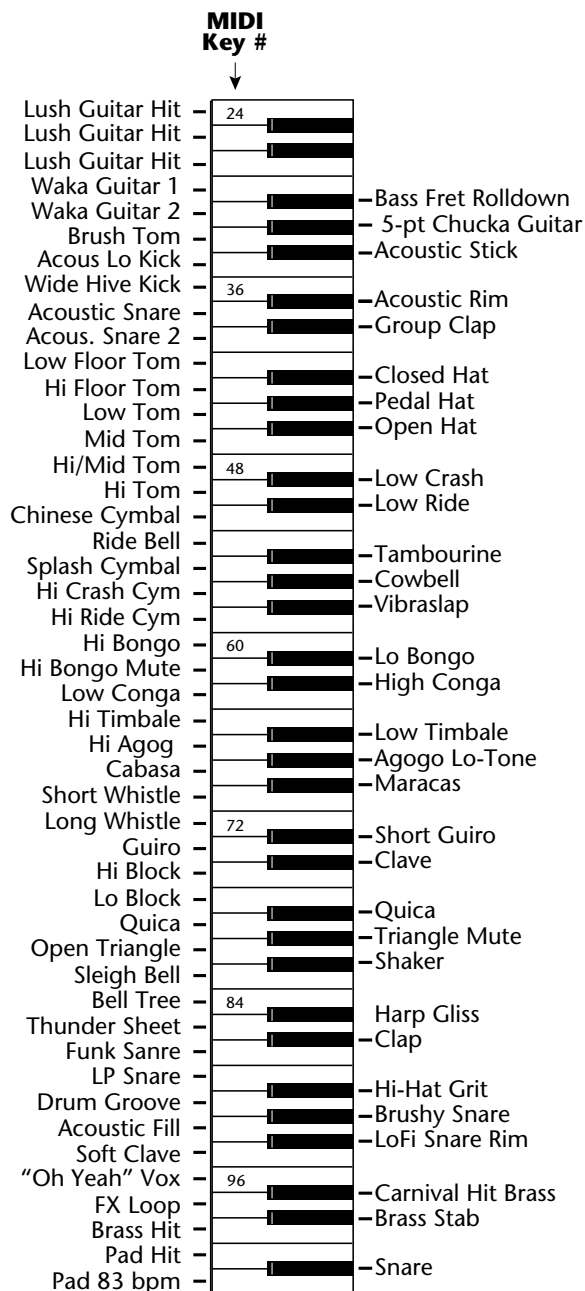 MIDI
Key #
Lush Guitar Hit
24
Lush Guitar Hit
Lush Guitar Hit
Waka Guitar 1
Bass Fret Rolldown
Waka Guitar 2
5-pt Chucka Guitar
Brush Tom
Acoustic Stick
Acous Lo Kick
Wide Hive Kick
36
Acoustic Rim
Acoustic Snare
Group Clap
Acous. Snare 2
Low Floor Tom
Closed Hat
Hi Floor Tom
Pedal Hat
Low Tom
Open Hat
Mid Tom
Hi/Mid Tom
48
Low Crash
Hi Tom
Low Ride
Chinese Cymbal
Ride Bell
Tambourine
Splash Cymbal
Cowbell
Hi Crash Cym
Vibraslap
Hi Ride Cym
Hi Bongo
60
Lo Bongo
Hi Bongo Mute
High Conga
Low Conga
Hi Timbale
Low Timbale
Hi Agog
Agogo Lo-Tone
Cabasa
Maracas
Short Whistle
Long Whistle
72
Short Guiro
Guiro
Clave
Hi Block
Lo Block
Quica
Quica
Triangle Mute
Open Triangle
Shaker
Sleigh Bell
Bell Tree
84
Harp Gliss
Thunder Sheet
Clap
Funk Sanre
LP Snare
Hi-Hat Grit
Drum Groove
Brushy Snare
Acoustic Fill
LoFi Snare Rim
Soft Clave
“Oh Yeah” Vox
96
Carnival Hit Brass
FX Loop
Brass Stab
Brass Hit
Pad Hit
Snare
Pad 83 bpm